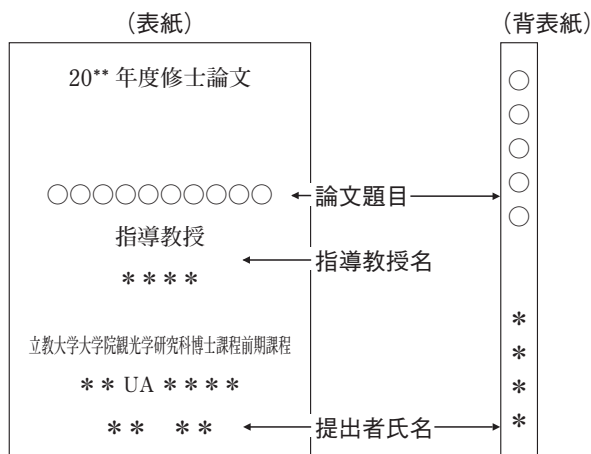 （表紙）
20** 年度修士論文
○○○○○○○○○○
指導教授
＊＊＊＊
立教大学大学院観光学研究科博士課程前期課程
＊＊UA＊＊＊＊
＊＊　＊＊
論文題目
指導教授名
提出者氏名
（背表紙）
○
○
○
○
○
＊
＊
＊
＊